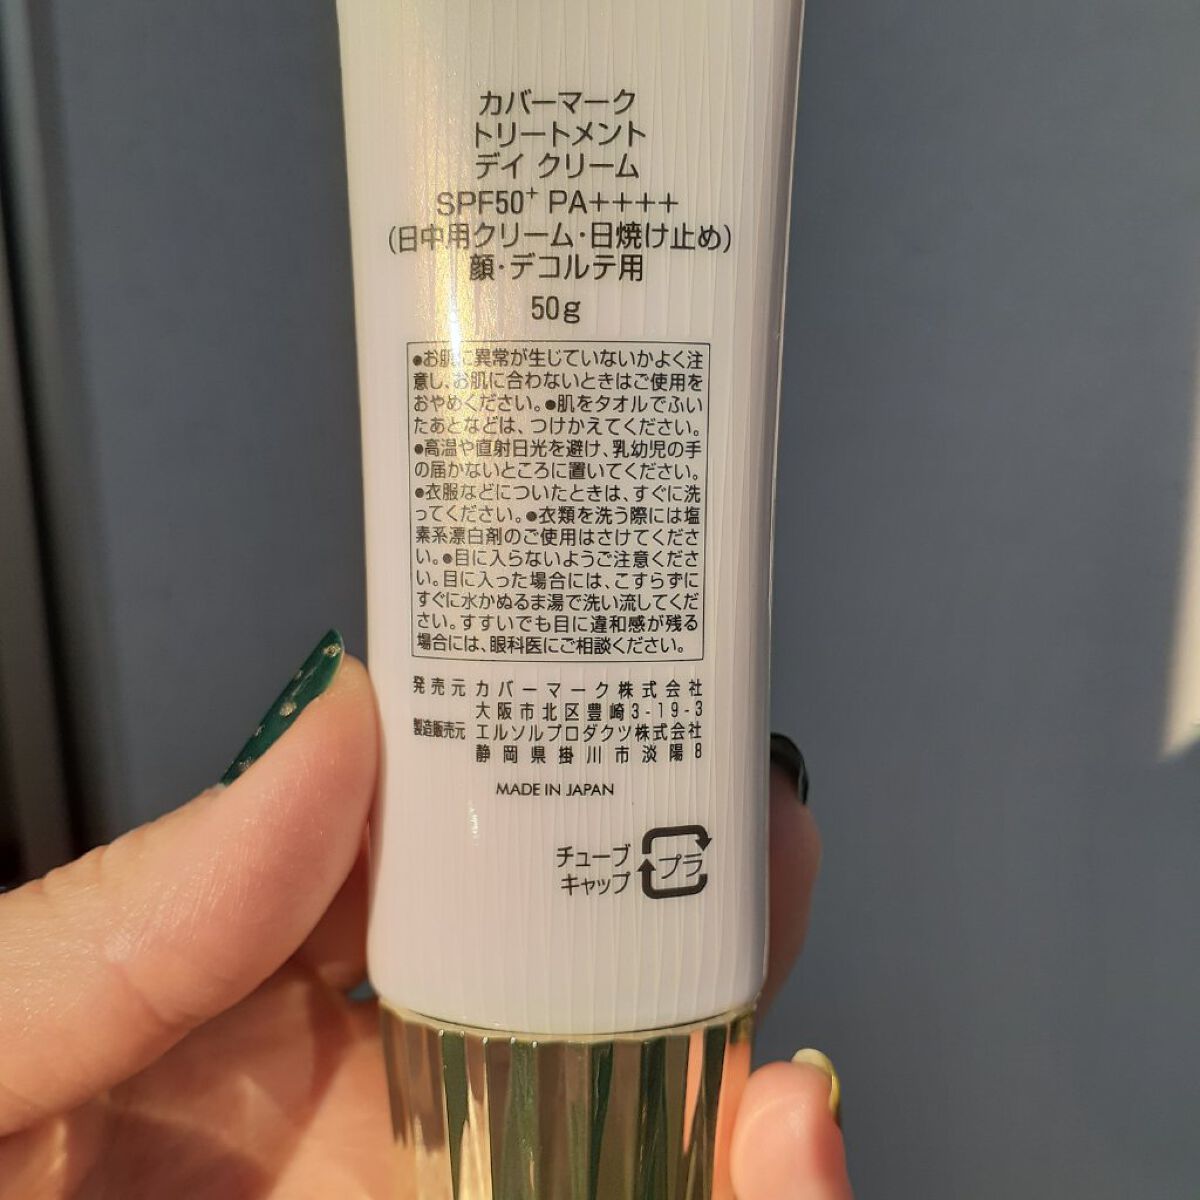 カバーマーク
トリートメント
デイ クリーム
SPF50⁺ PA++++
(日中用クリーム・日焼け止め)
顔・デコルテ用
50g
●お肌に異常が生じていないかよく注
意し、お肌に合わないときはご使用を
おやめください。●肌をタオルでふい
たあとなどは、つけかえてください。
●高温や直射日光を避け、乳幼児の手
の届かないところに置いてください。
●衣服などについたときは、すぐに洗
ってください。●衣類を洗う際には塩
素系漂白剤のご使用はさけてくださ
い。●目に入らないようご注意くださ
い。目に入った場合には、こすらずに
すぐに水かぬるま湯で洗い流してくだ
さい。すすいでも目に違和感が残る
場合には、眼科医にご相談ください。
発売元 カバーマーク株式会社
大阪市北区豊崎3-19-3
製造販売元 エルソルプロダクツ株式会社
静岡県掛川市淡陽8
MADE IN JAPAN
チューブ
キャップ
プラ